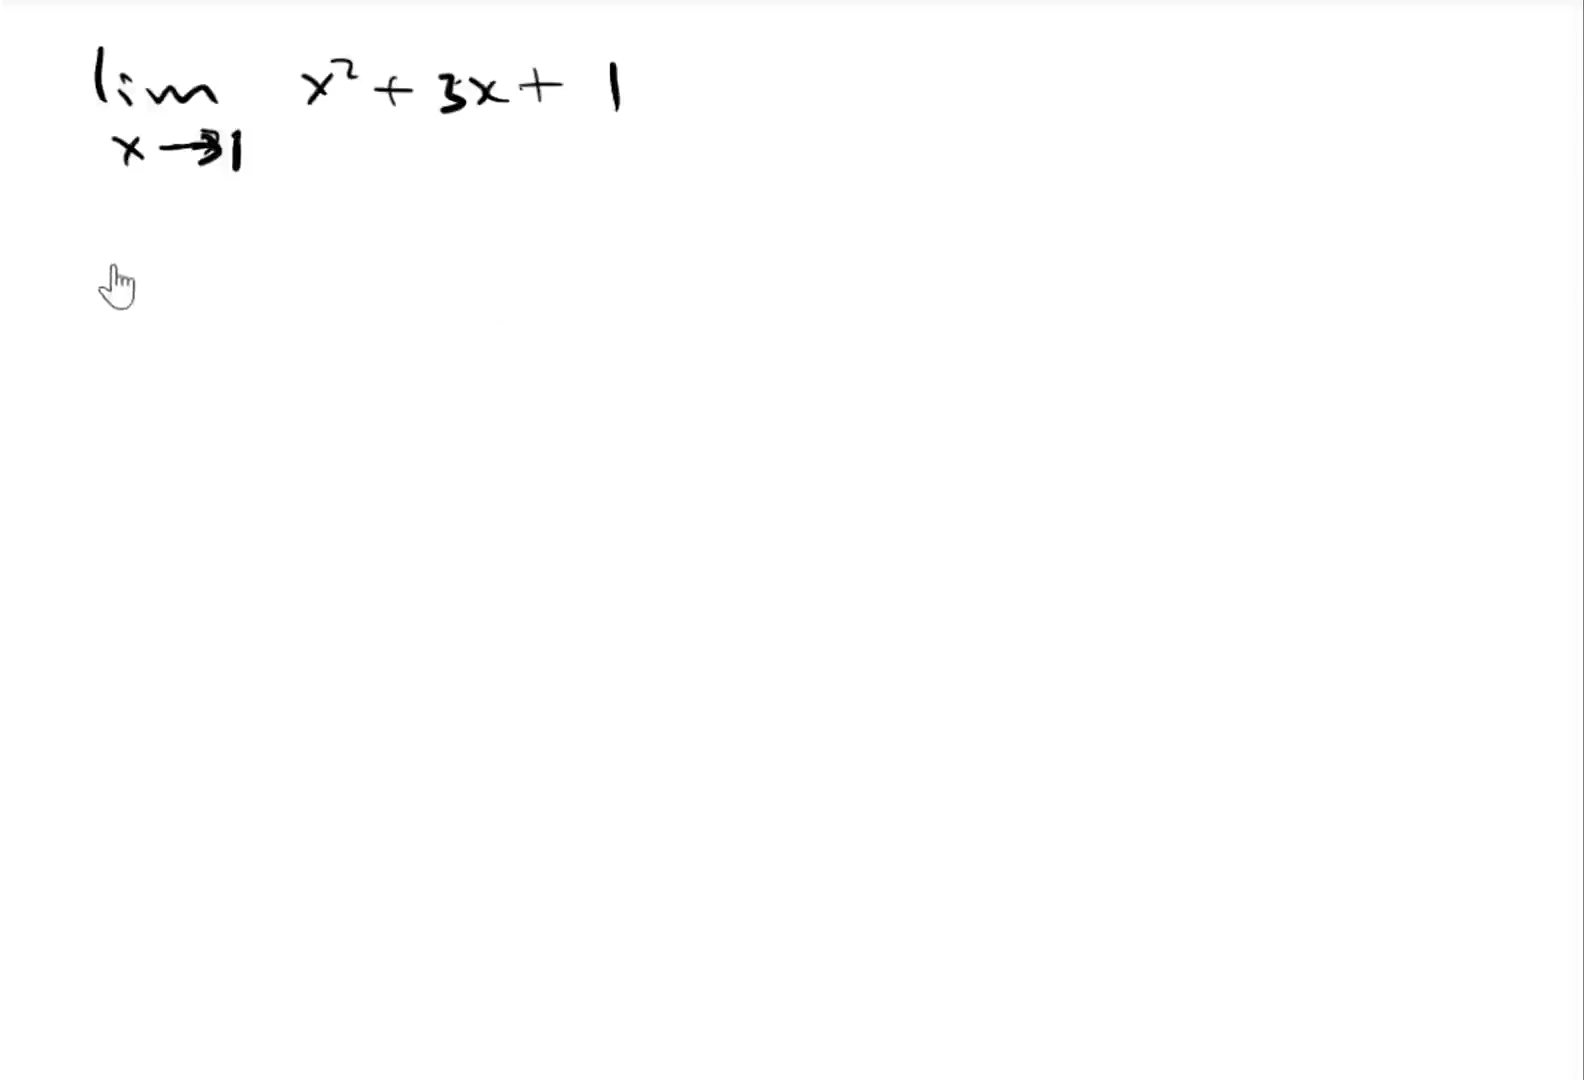 lim x² + 3x + 1
x → 1